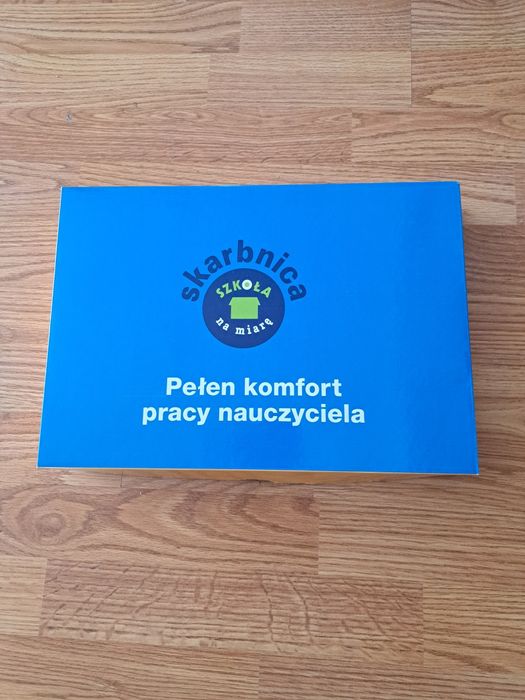 skarbnica
SZKOŁA
na miarę
Pełen komfort
pracy nauczyciela